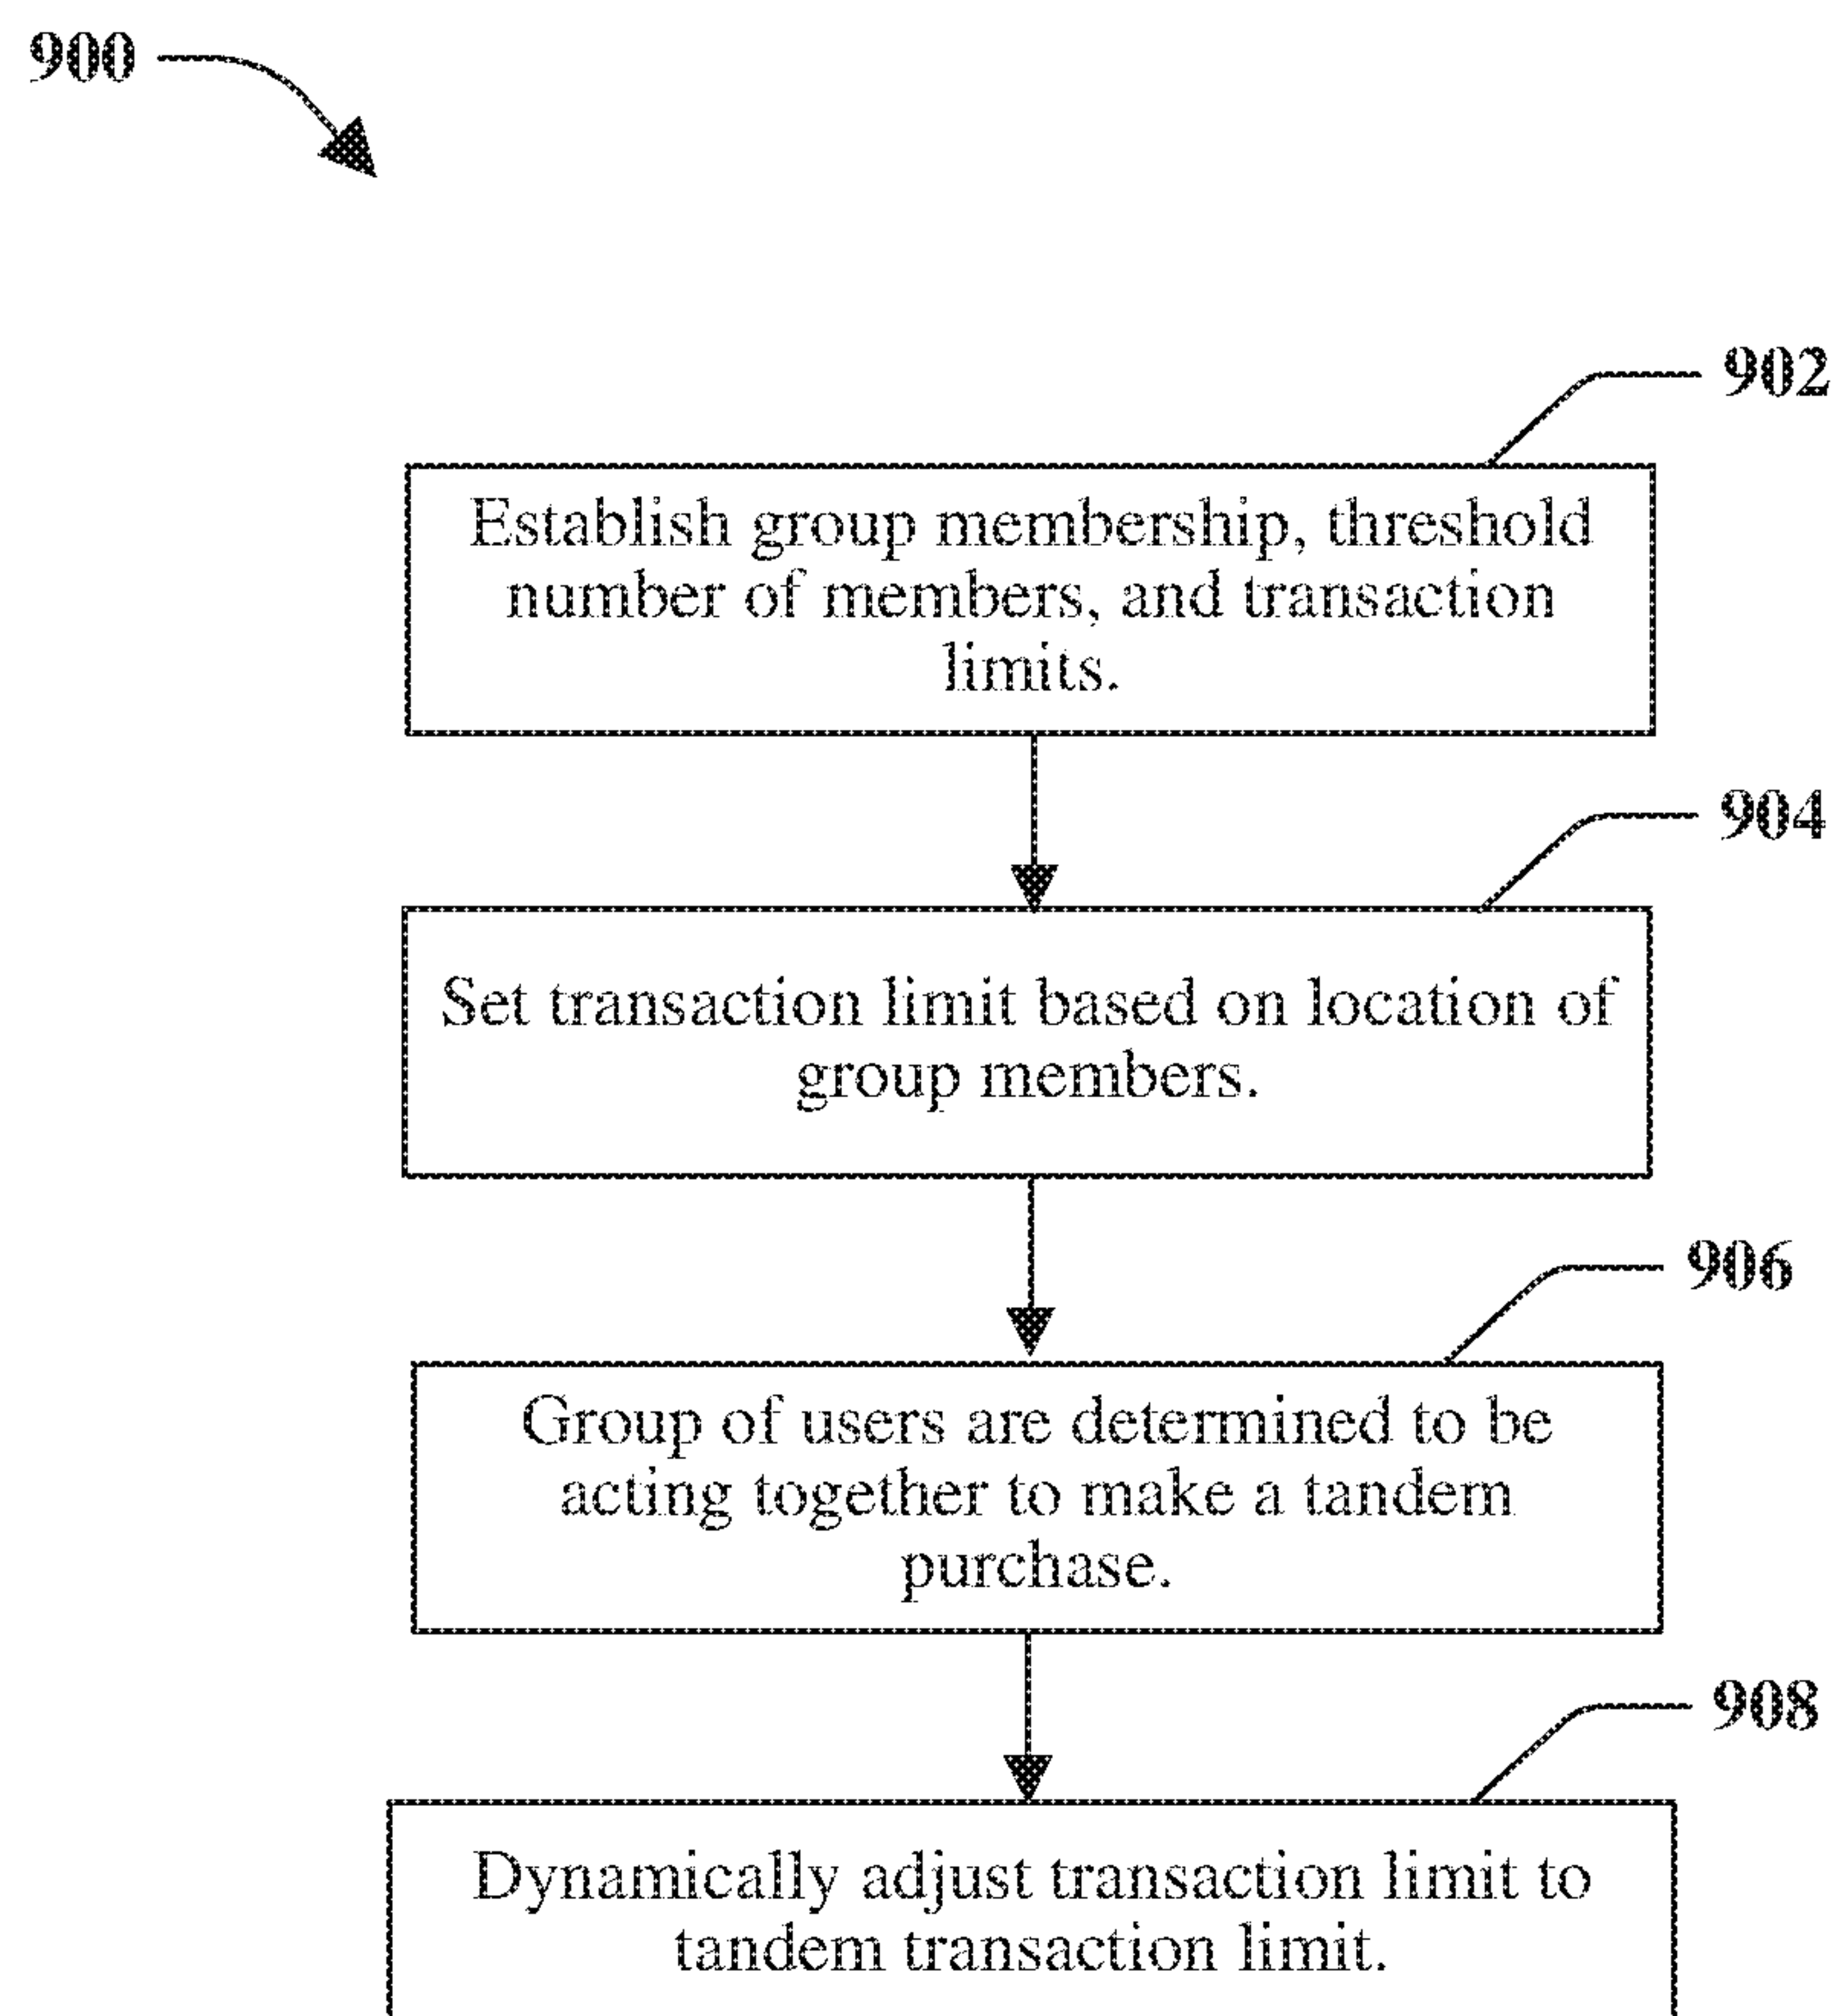 900
902
Establish group membership, threshold
number of members, and transaction
limits.
904
Set transaction limit based on location of
group members.
906
Group of users are determined to be
acting together to make a tandem
purchase.
908
Dynamically adjust transaction limit to
tandem transaction limit.